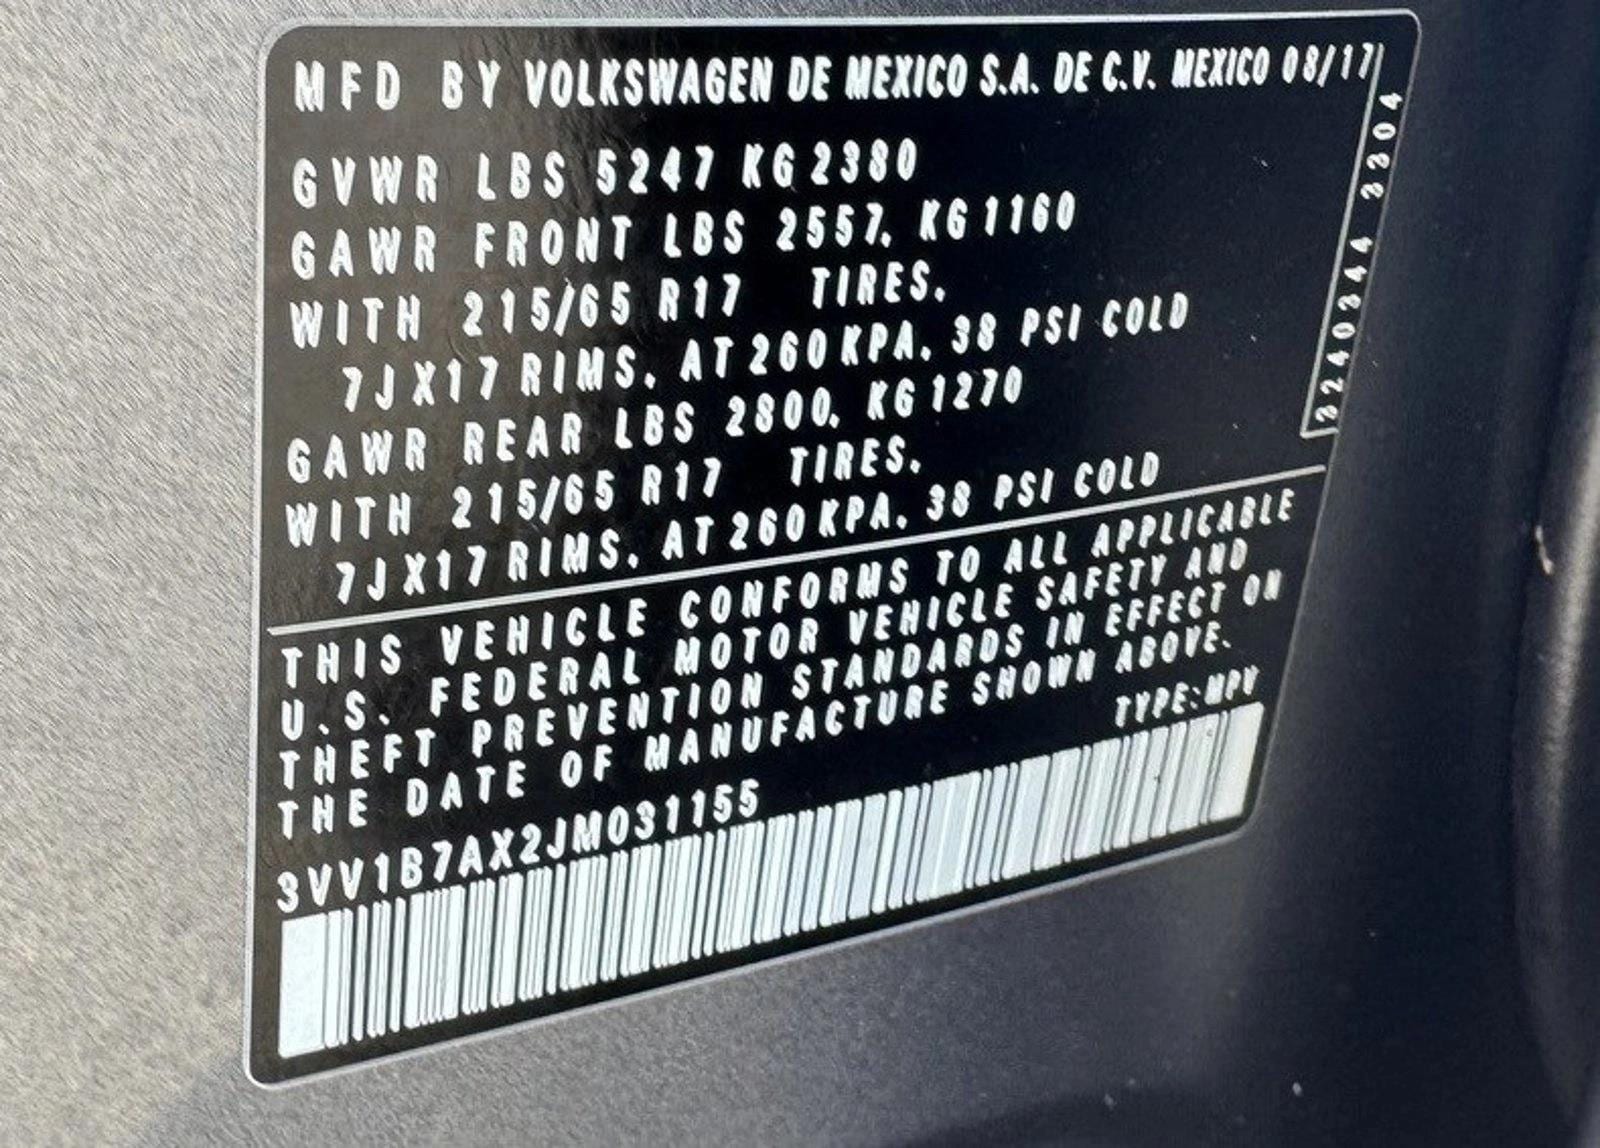 MFD BY VOLKSWAGEN DE MEXICO S.A. DE C.V. MEXICO 08/17
GVWR LBS 5247 KG 2380
GAWR FRONT LBS 2557, KG 1160
WITH 215/65 R17 TIRES,
7J X17 RIMS, AT 260 KPA, 38 PSI COLD
GAWR REAR LBS 2800, KG 1270
WITH 215/65 R17 TIRES,
7J X17 RIMS, AT 260 KPA, 38 PSI COLD
THIS VEHICLE CONFORMS TO ALL APPLICABLE
U.S. FEDERAL MOTOR VEHICLE SAFETY AND
THEFT PREVENTION STANDARDS IN EFFECT ON
THE DATE OF MANUFACTURE SHOWN ABOVE.
TYPE:MPV
3VV1B7AX2JM031155